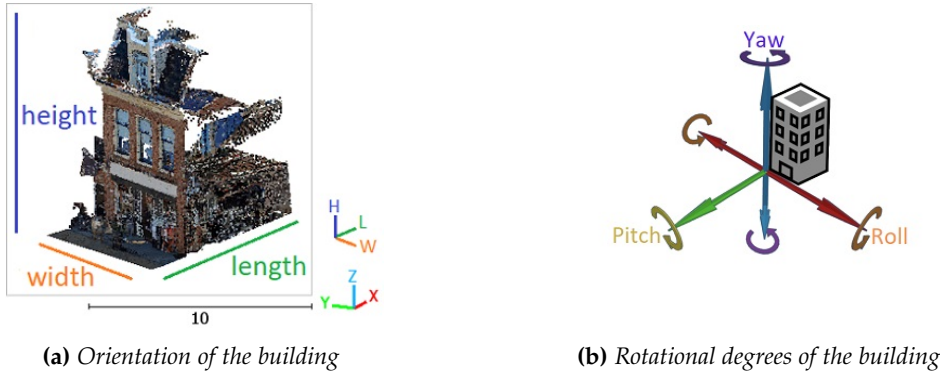 height
width
length
H
L
W
Z
Y
X
10
(a) Orientation of the building
Yaw
Pitch
Roll
(b) Rotational degrees of the building